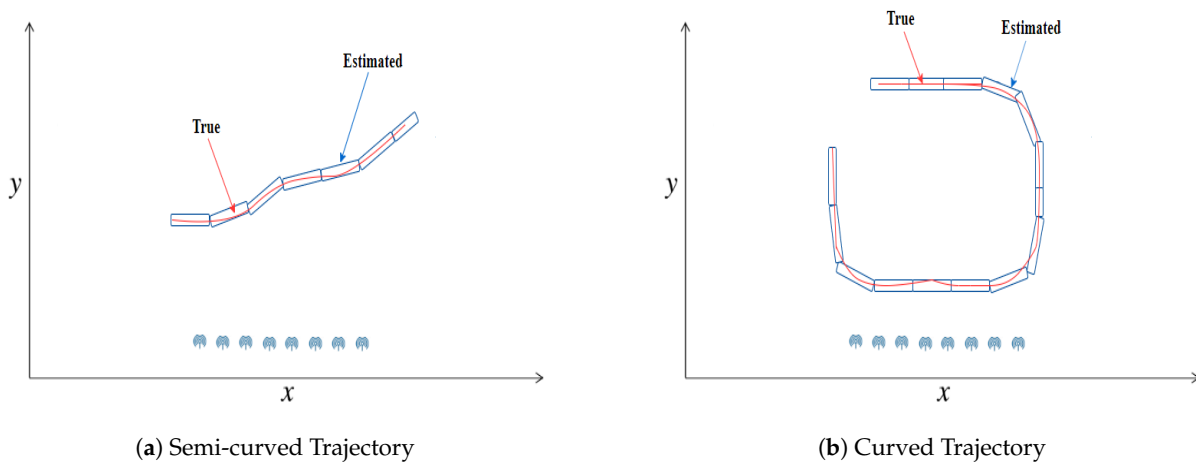 True
Estimated
y
x
(a) Semi-curved Trajectory
True
Estimated
y
x
(b) Curved Trajectory